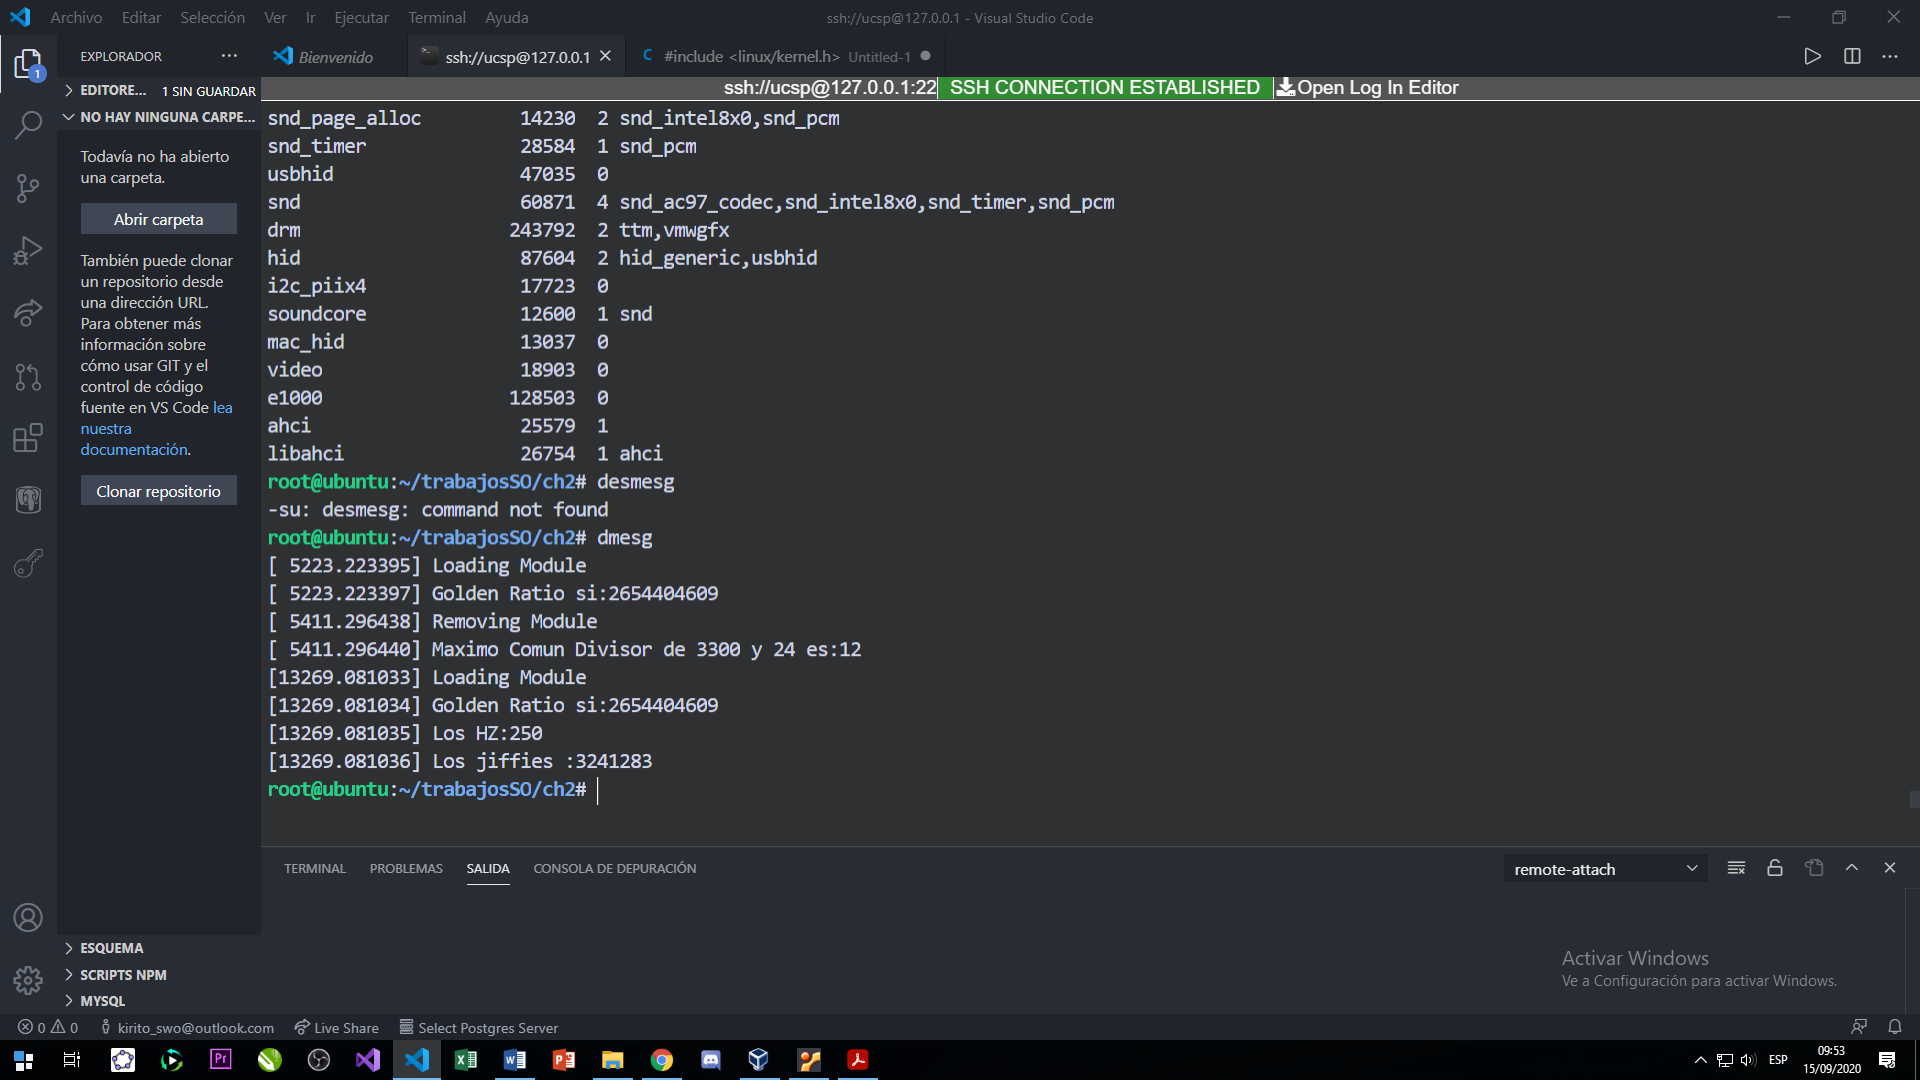 Archivo Editar Selección Ver Ir Ejecutar Terminal Ayuda
ssh://ucsp@127.0.0.1 - Visual Studio Code
EXPLORADOR ···
Bienvenido
ssh://ucsp@127.0.0.1
C #include <linux/kernel.h> Untitled-1
1
EDITORE... 1 SIN GUARDAR
NO HAY NINGUNA CARPE...
Todavía no ha abierto
una carpeta.
Abrir carpeta
También puede clonar
un repositorio desde
una dirección URL.
Para obtener más
información sobre
cómo usar GIT y el
control de código
fuente en VS Code lea
nuestra
documentación.
Clonar repositorio
ESQUEMA
SCRIPTS NPM
MYSQL
ssh://ucsp@127.0.0.1:22 SSH CONNECTION ESTABLISHED Open Log In Editor
snd_page_alloc 14230 2 snd_intel8x0,snd_pcm
snd_timer 28584 1 snd_pcm
usbhid 47035 0
snd 60871 4 snd_ac97_codec,snd_intel8x0,snd_timer,snd_pcm
drm 243792 2 ttm,vmwgfx
hid 87604 2 hid_generic,usbhid
i2c_piix4 17723 0
soundcore 12600 1 snd
mac_hid 13037 0
video 18903 0
e1000 128503 0
ahci 25579 1
libahci 26754 1 ahci
root@ubuntu:~/trabajosSO/ch2# desmesg
-su: desmesg: command not found
root@ubuntu:~/trabajosSO/ch2# dmesg
[ 5223.223395] Loading Module
[ 5223.223397] Golden Ratio si:2654404609
[ 5411.296438] Removing Module
[ 5411.296440] Maximo Comun Divisor de 3300 y 24 es:12
[13269.081033] Loading Module
[13269.081034] Golden Ratio si:2654404609
[13269.081035] Los HZ:250
[13269.081036] Los jiffies :3241283
root@ubuntu:~/trabajosSO/ch2#
TERMINAL PROBLEMAS SALIDA CONSOLA DE DEPURACIÓN
remote-attach
Activar Windows
Ve a Configuración para activar Windows.
0 0 kirito_swo@outlook.com Live Share Select Postgres Server
Pr
ESP
09:53
15/09/2020